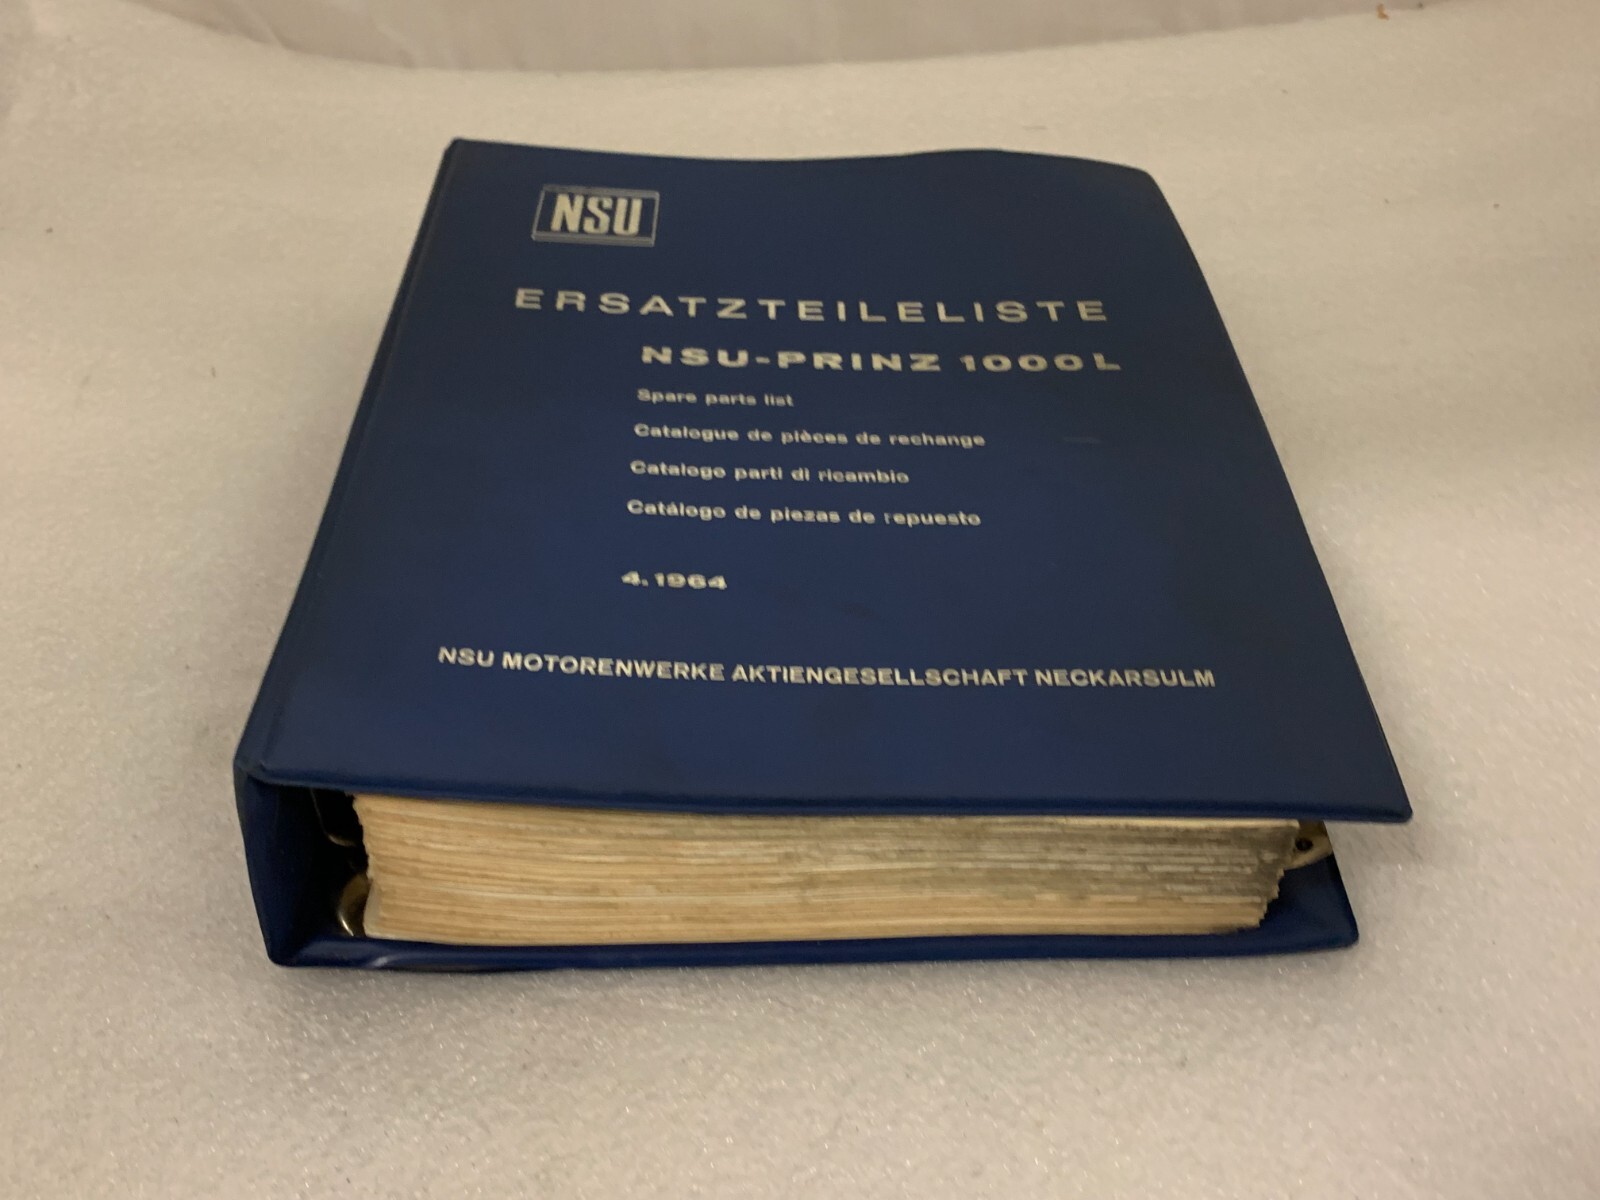 NSU
ERSATZTEILELISTE
NSU-PRINZ 1000 L
Spare parts list
Catalogue de pièces de rechange
Catalogo parti di ricambio
Catálogo de piezas de repuesto
4.1964
NSU MOTORENWERKE AKTIENGESELLSCHAFT NECKARSULM